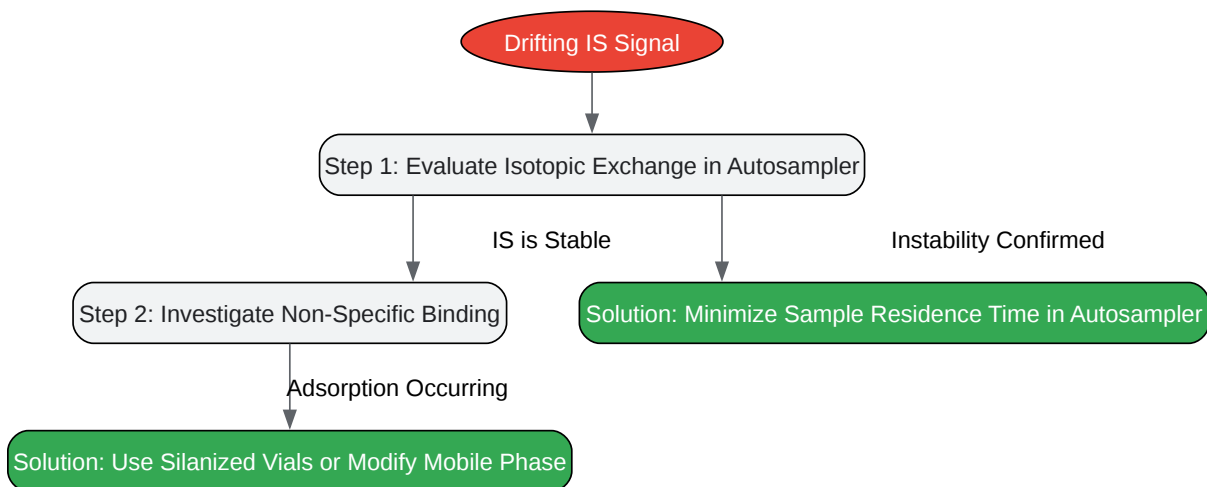 Drifting IS Signal
Step 1: Evaluate Isotopic Exchange in Autosampler
IS is Stable
Instability Confirmed
Step 2: Investigate Non-Specific Binding
Solution: Minimize Sample Residence Time in Autosampler
Adsorption Occurring
Solution: Use Silanized Vials or Modify Mobile Phase